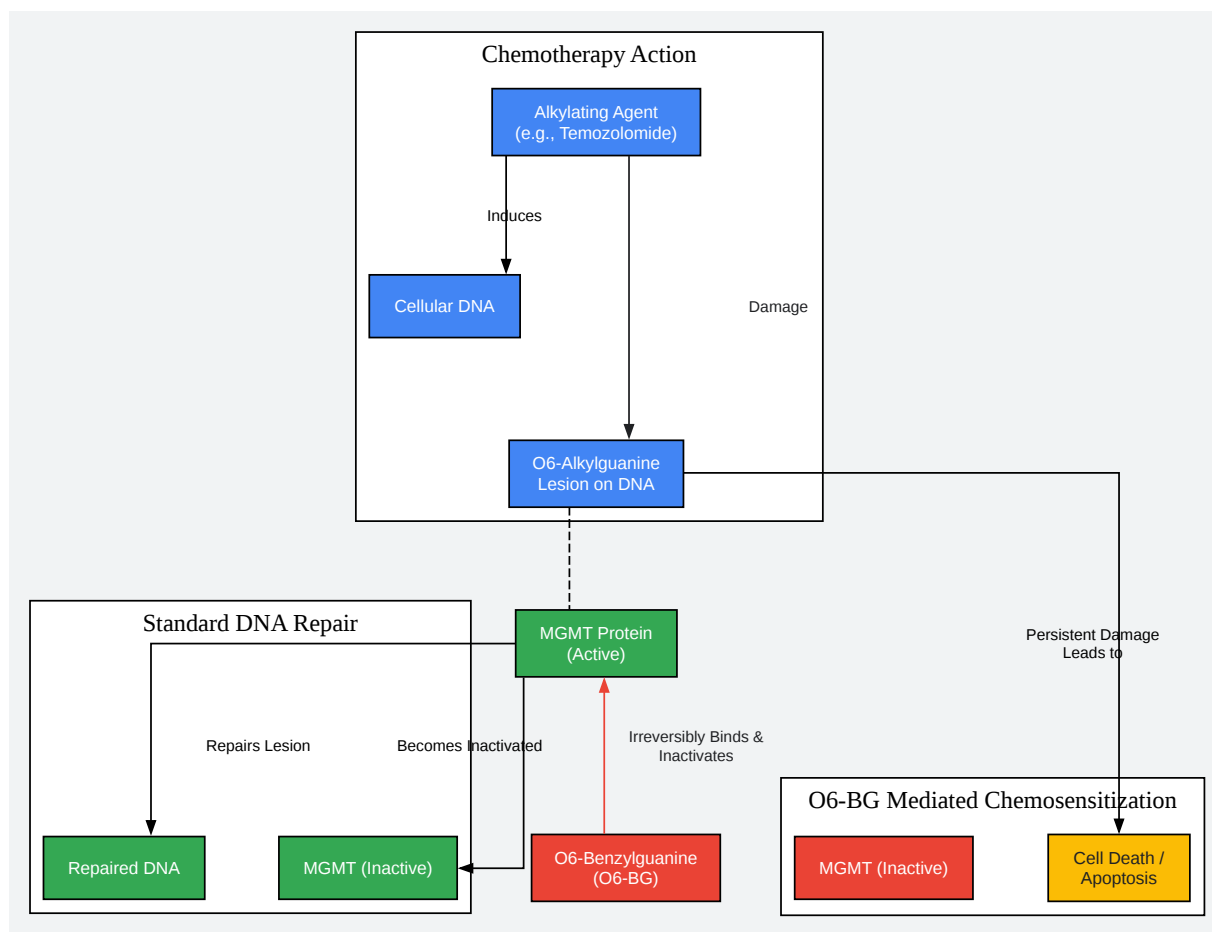 Chemotherapy Action
Alkylating Agent
(e.g., Temozolomide)
Induces
Cellular DNA
Damage
O6-Alkylguanine
Lesion on DNA
Standard DNA Repair
MGMT Protein
(Active)
Persistent Damage
Leads to
Repairs Lesion
Becomes Inactivated
Irreversibly Binds &
Inactivates
O6-BG Mediated Chemosensitization
Repaired DNA
MGMT (Inactive)
O6-Benzylguanine
(O6-BG)
MGMT (Inactive)
Cell Death /
Apoptosis